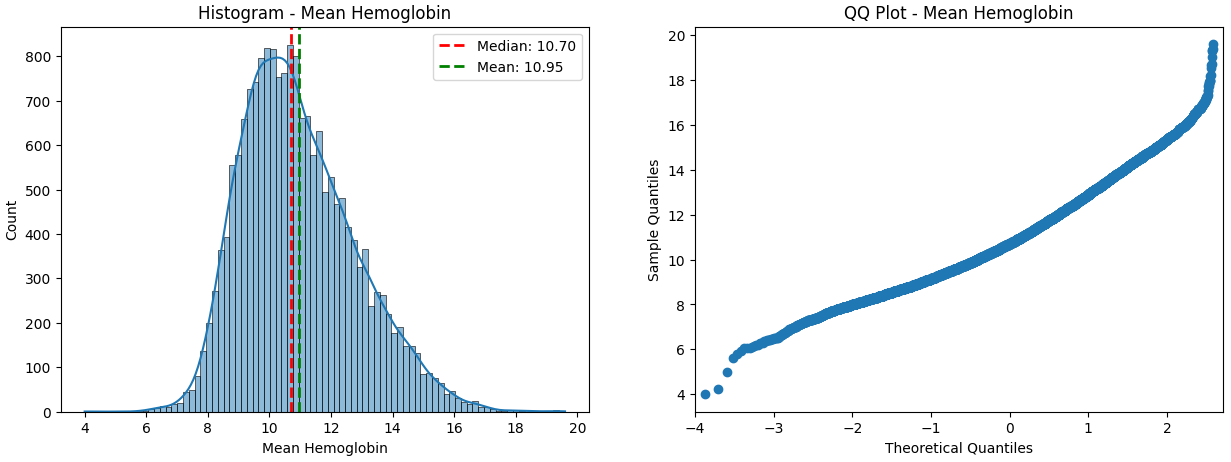 Histogram - Mean Hemoglobin
Count
800
700
600
500
400
300
200
100
0
Median: 10.70
Mean: 10.95
4 6 8 10 12 14 16 18 20
Mean Hemoglobin
QQ Plot - Mean Hemoglobin
Sample Quantiles
20
18
16
14
12
10
8
6
4
−4 −3 −2 −1 0 1 2
Theoretical Quantiles